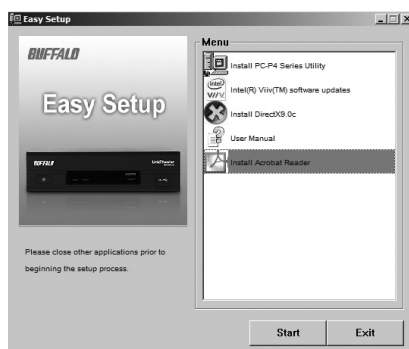 Easy Setup
BUFFALO
Easy Setup
BUFFALO
LinkTheater
Please close other applications prior to
beginning the setup process.
Menu
Install PC-P4 Series Utility
Intel(R) Viiv(TM) software updates
Install DirectX9.0c
User Manual
Install Acrobat Reader
Start
Exit